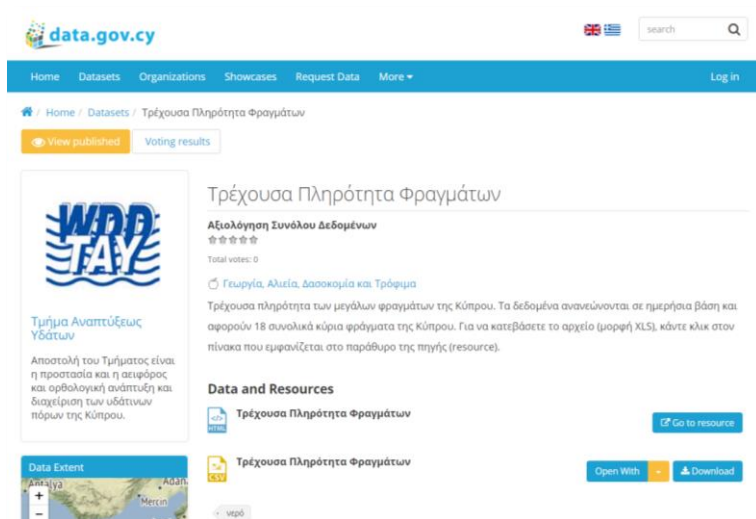 data.gov.cy
search
Home Datasets Organizations Showcases Request Data More Log in
/ Home / Datasets / Τρέχουσα Πληρότητα Φραγμάτων
View published Voting results
WDD
ΤΑΥ
Τμήμα Αναπτύξεως
Υδάτων
Αποστολή του Τμήματος είναι
η προστασία και η αειφόρος
και ορθολογική ανάπτυξη και
διαχείριση των υδάτινων
πόρων της Κύπρου.
Data Extent
Antalya
Adan
Mercin
+
−
Τρέχουσα Πληρότητα Φραγμάτων
Αξιολόγηση Συνόλου Δεδομένων
Total votes: 0
Γεωργία, Αλιεία, Δασοκομία και Τρόφιμα
Τρέχουσα πληρότητα των μεγάλων φραγμάτων της Κύπρου. Τα δεδομένα ανανεώνονται σε ημερήσια βάση και
αφορούν 18 συνολικά κύρια φράγματα της Κύπρου. Για να κατεβάσετε το αρχείο (μορφή XLS), κάντε κλικ στον
πίνακα που εμφανίζεται στο παράθυρο της πηγής (resource).
Data and Resources
HTML Τρέχουσα Πληρότητα Φραγμάτων
Go to resource
CSV Τρέχουσα Πληρότητα Φραγμάτων
Open With Download
νερό